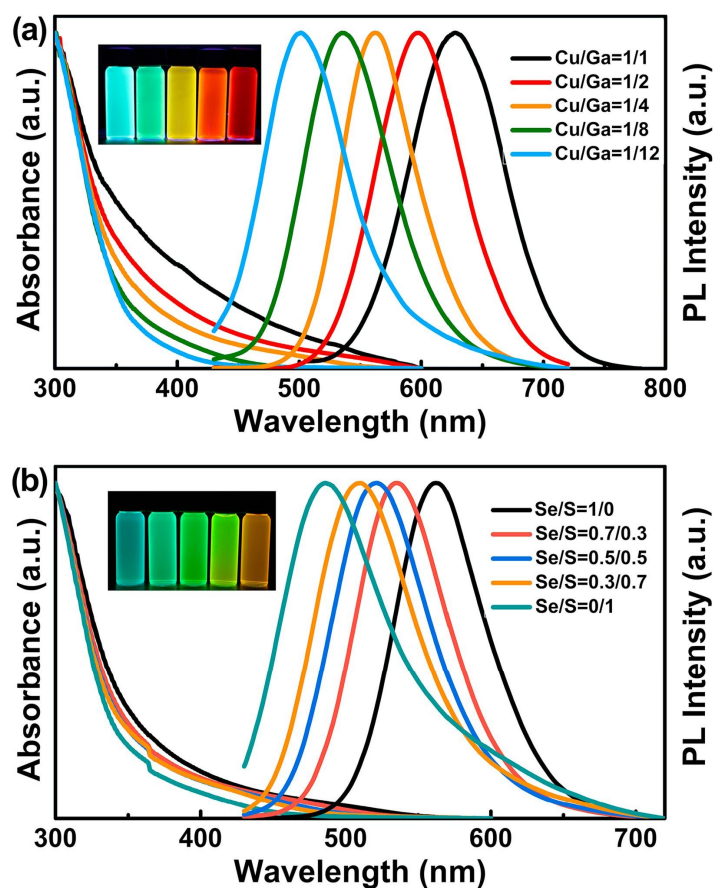 (a)
Absorbance (a.u.)
PL Intensity (a.u.)
Cu/Ga=1/1
Cu/Ga=1/2
Cu/Ga=1/4
Cu/Ga=1/8
Cu/Ga=1/12
300 400 500 600 700 800
Wavelength (nm)
(b)
Absorbance (a.u.)
PL Intensity (a.u.)
Se/S=1/0
Se/S=0.7/0.3
Se/S=0.5/0.5
Se/S=0.3/0.7
Se/S=0/1
300 400 500 600 700
Wavelength (nm)